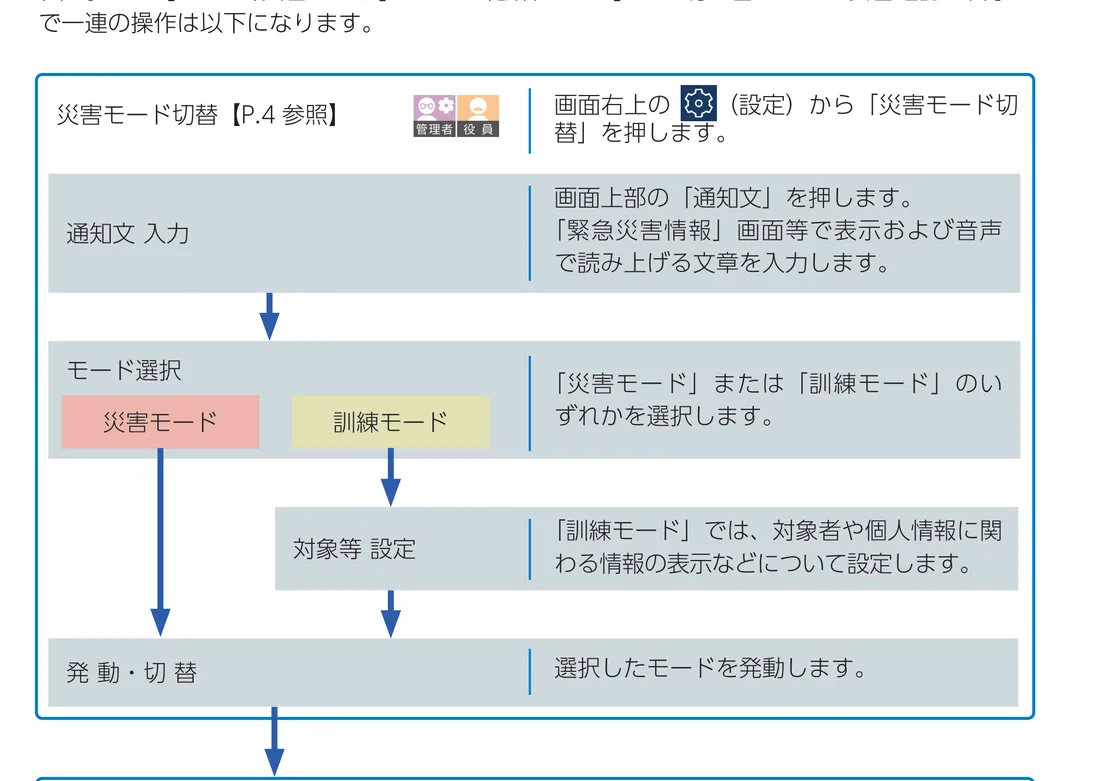 で一連の操作は以下になります。
災害モード切替【P.4 参照】
管理者 役員
画面右上の（設定）から「災害モード切
替」を押します。
通知文 入力
画面上部の「通知文」を押します。
「緊急災害情報」画面等で表示および音声
で読み上げる文章を入力します。
モード選択
災害モード
訓練モード
「災害モード」または「訓練モード」のい
ずれかを選択します。
対象等 設定
「訓練モード」では、対象者や個人情報に関
わる情報の表示などについて設定します。
発 動・切 替
選択したモードを発動します。